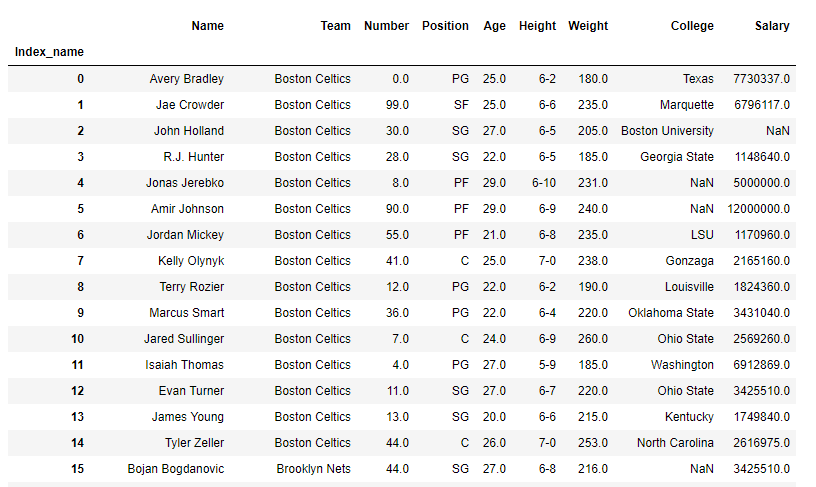 Name Team Number Position Age Height Weight College Salary
Index_name
0 Avery Bradley Boston Celtics 0.0 PG 25.0 6-2 180.0 Texas 7730337.0
1 Jae Crowder Boston Celtics 99.0 SF 25.0 6-6 235.0 Marquette 6796117.0
2 John Holland Boston Celtics 30.0 SG 27.0 6-5 205.0 Boston University NaN
3 R.J. Hunter Boston Celtics 28.0 SG 22.0 6-5 185.0 Georgia State 1148640.0
4 Jonas Jerebko Boston Celtics 8.0 PF 29.0 6-10 231.0 NaN 5000000.0
5 Amir Johnson Boston Celtics 90.0 PF 29.0 6-9 240.0 NaN 12000000.0
6 Jordan Mickey Boston Celtics 55.0 PF 21.0 6-8 235.0 LSU 1170960.0
7 Kelly Olynyk Boston Celtics 41.0 C 25.0 7-0 238.0 Gonzaga 2165160.0
8 Terry Rozier Boston Celtics 12.0 PG 22.0 6-2 190.0 Louisville 1824360.0
9 Marcus Smart Boston Celtics 36.0 PG 22.0 6-4 220.0 Oklahoma State 3431040.0
10 Jared Sullinger Boston Celtics 7.0 C 24.0 6-9 260.0 Ohio State 2569260.0
11 Isaiah Thomas Boston Celtics 4.0 PG 27.0 5-9 185.0 Washington 6912869.0
12 Evan Turner Boston Celtics 11.0 SG 27.0 6-7 220.0 Ohio State 3425510.0
13 James Young Boston Celtics 13.0 SG 20.0 6-6 215.0 Kentucky 1749840.0
14 Tyler Zeller Boston Celtics 44.0 C 26.0 7-0 253.0 North Carolina 2616975.0
15 Bojan Bogdanovic Brooklyn Nets 44.0 SG 27.0 6-8 216.0 NaN 3425510.0